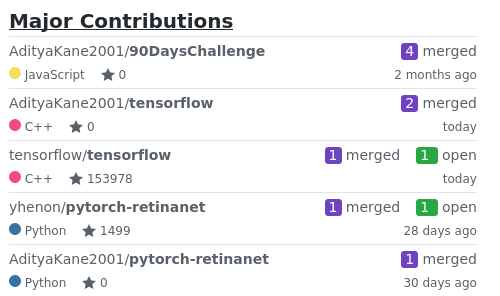 Major Contributions
AdityaKane2001/90DaysChallenge 4 merged
JavaScript 0 2 months ago
AdityaKane2001/tensorflow 2 merged
C++ 0 today
tensorflow/tensorflow 1 merged 1 open
C++ 153978 today
yhenon/pytorch-retinanet 1 merged 1 open
Python 1499 28 days ago
AdityaKane2001/pytorch-retinanet 1 merged
Python 0 30 days ago